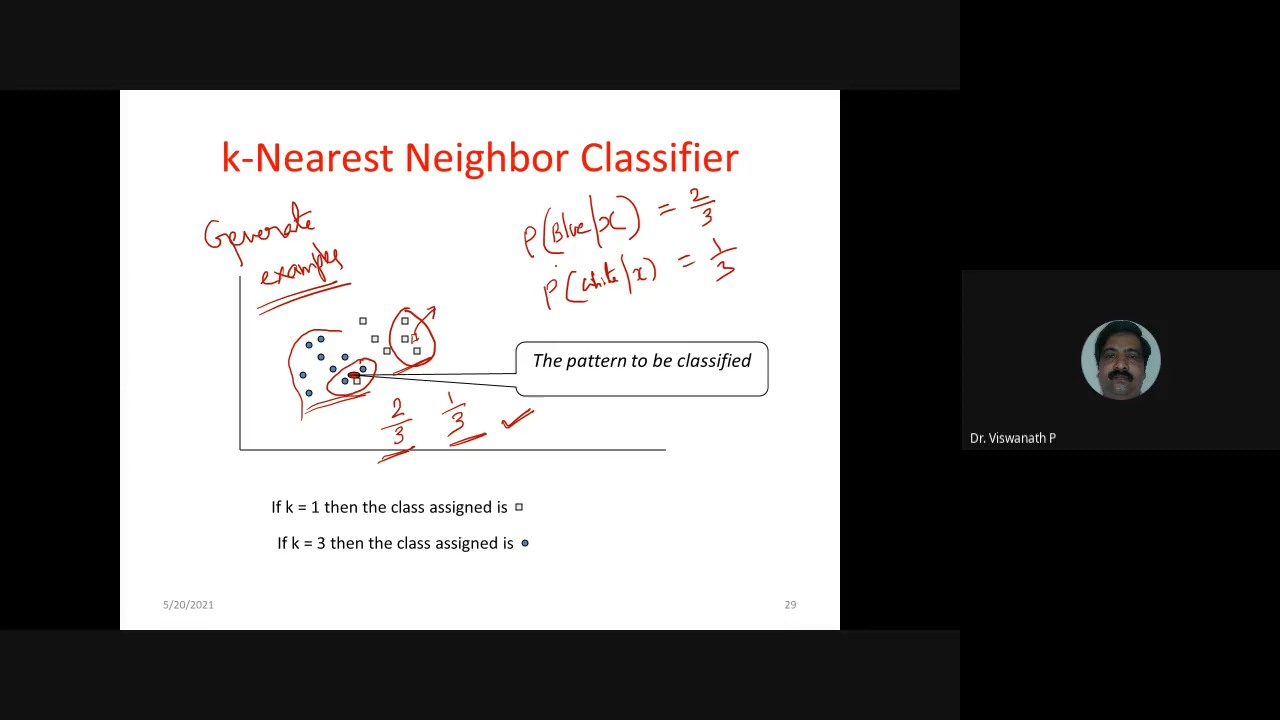 k-Nearest Neighbor Classifier
Generate
examples
P(Blue/x) = 2/3
P(white/x) = 1/3
The pattern to be classified
2/3 1/3
If k = 1 then the class assigned is
If k = 3 then the class assigned is
5/20/2021
29
Dr. Viswanath P